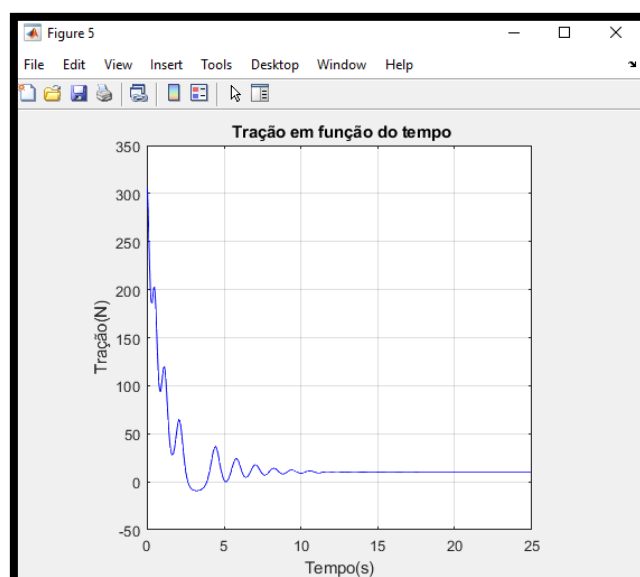 Figure 5
File Edit View Insert Tools Desktop Window Help
Tração em função do tempo
350
300
250
200
150
100
50
0
-50
Tração(N)
0 5 10 15 20 25
Tempo(s)